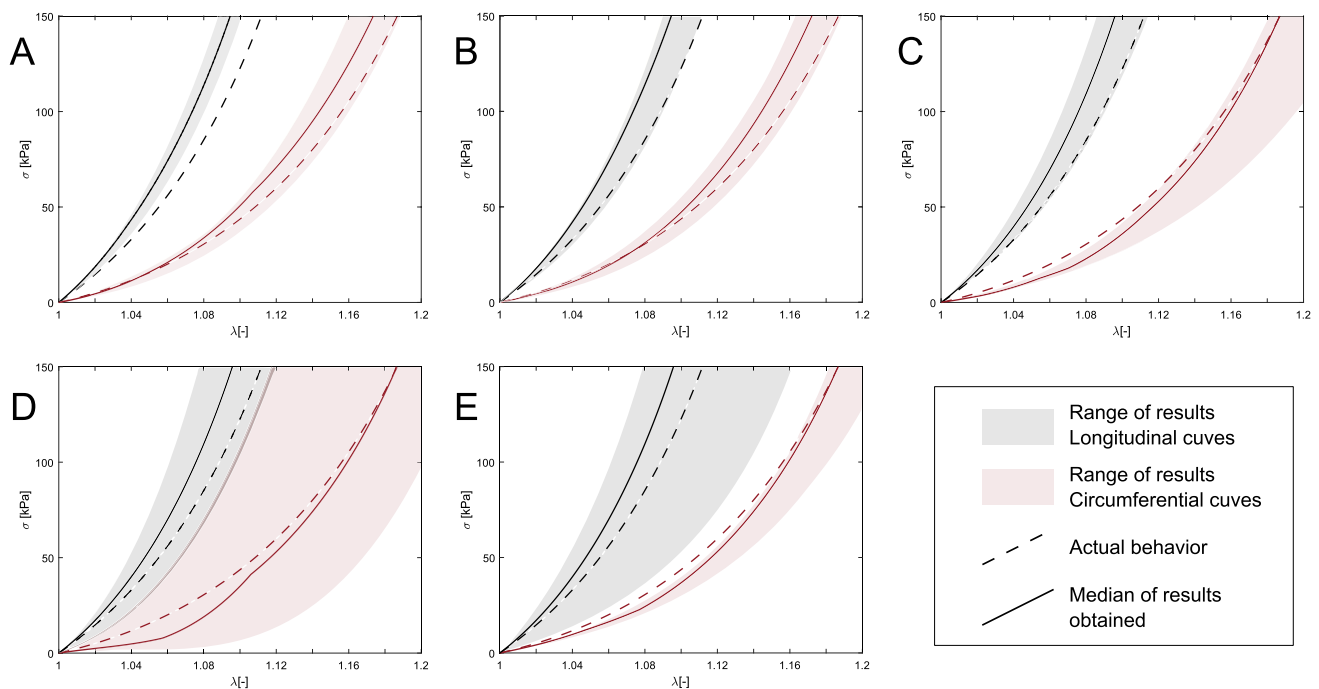 A
150
100
50
0
σ [kPa]
1
1.04
1.08
1.12
1.16
1.2
λ[-]
B
150
100
50
0
σ [kPa]
1
1.04
1.08
1.12
1.16
1.2
λ[-]
C
150
100
50
0
σ [kPa]
1
1.04
1.08
1.12
1.16
1.2
λ[-]
D
150
100
50
0
σ [kPa]
1
1.04
1.08
1.12
1.16
1.2
λ[-]
E
150
100
50
0
σ [kPa]
1
1.04
1.08
1.12
1.16
1.2
λ[-]
Range of results
Longitudinal cuves
Range of results
Circumferential cuves
Actual behavior
Median of results
obtained